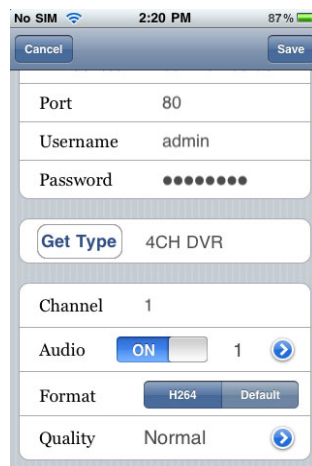 No SIM 2:20 PM 87%
Cancel Save
Port 80
Username admin
Password ●●●●●●●●
Get Type 4CH DVR
Channel 1
Audio ON 1
Format H264 Default
Quality Normal